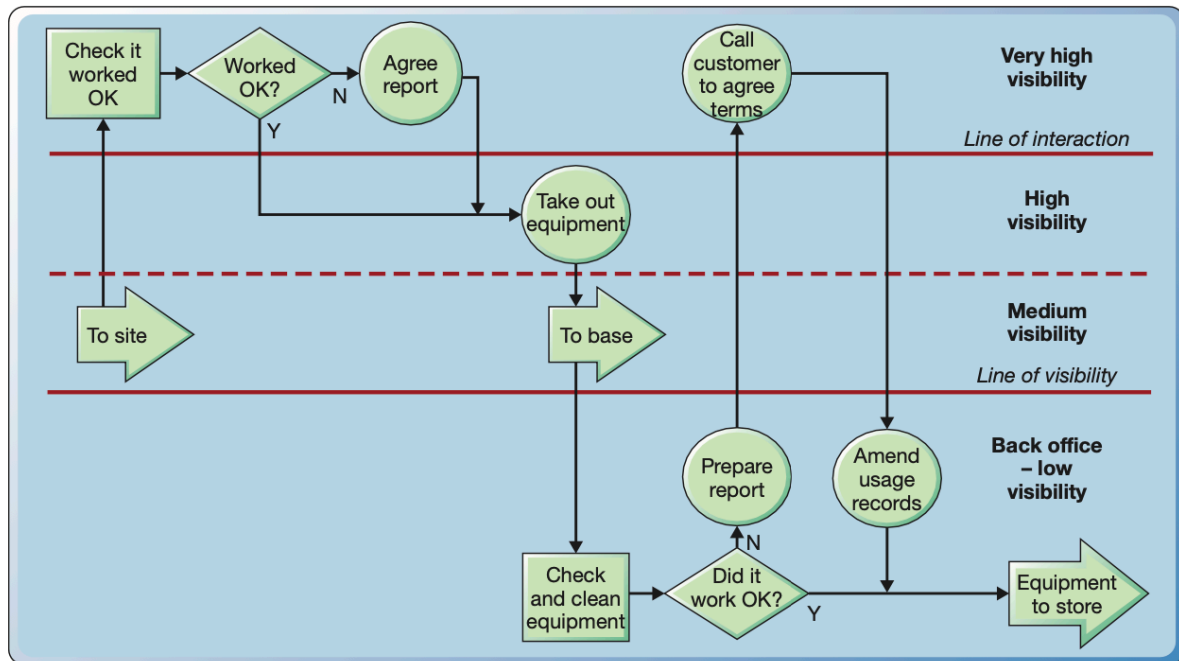 Check it
worked
OK
Worked
OK?
N
Y
Agree
report
Call
customer
to agree
terms
Very high
visibility
Line of interaction
Take out
equipment
High
visibility
To site
To base
Medium
visibility
Line of visibility
Prepare
report
Amend
usage
records
Back office
– low
visibility
Check
and clean
equipment
N
Did it
work OK?
Y
Equipment
to store